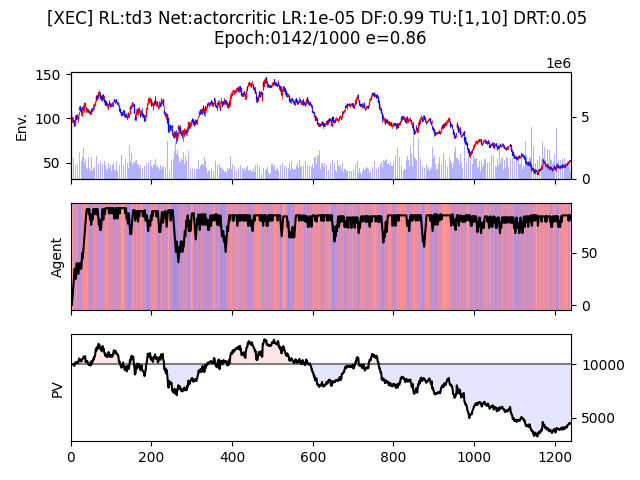 [XEC] RL:td3 Net:actorcritic LR:1e-05 DF:0.99 TU:[1,10] DRT:0.05
Epoch:0142/1000 e=0.86
1e6
150
100
50
Env.
5
0
Agent
50
0
PV
10000
5000
0 200 400 600 800 1000 1200